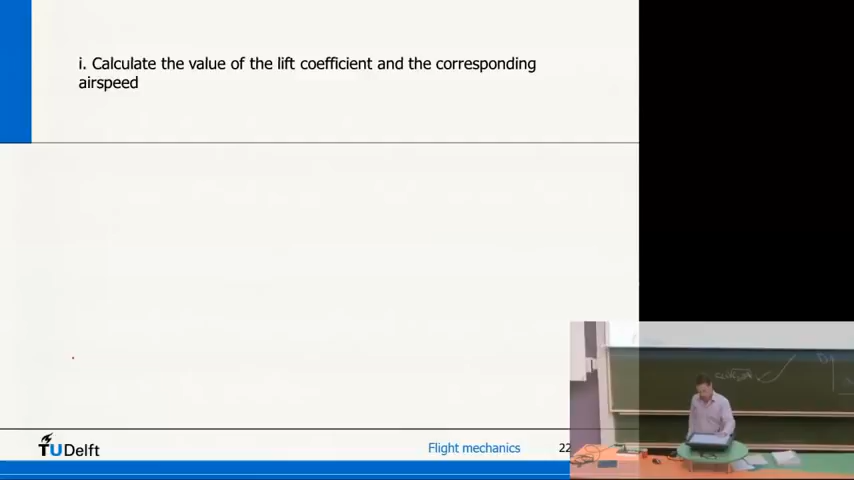 i. Calculate the value of the lift coefficient and the corresponding
airspeed
TUDelft
Flight mechanics
22